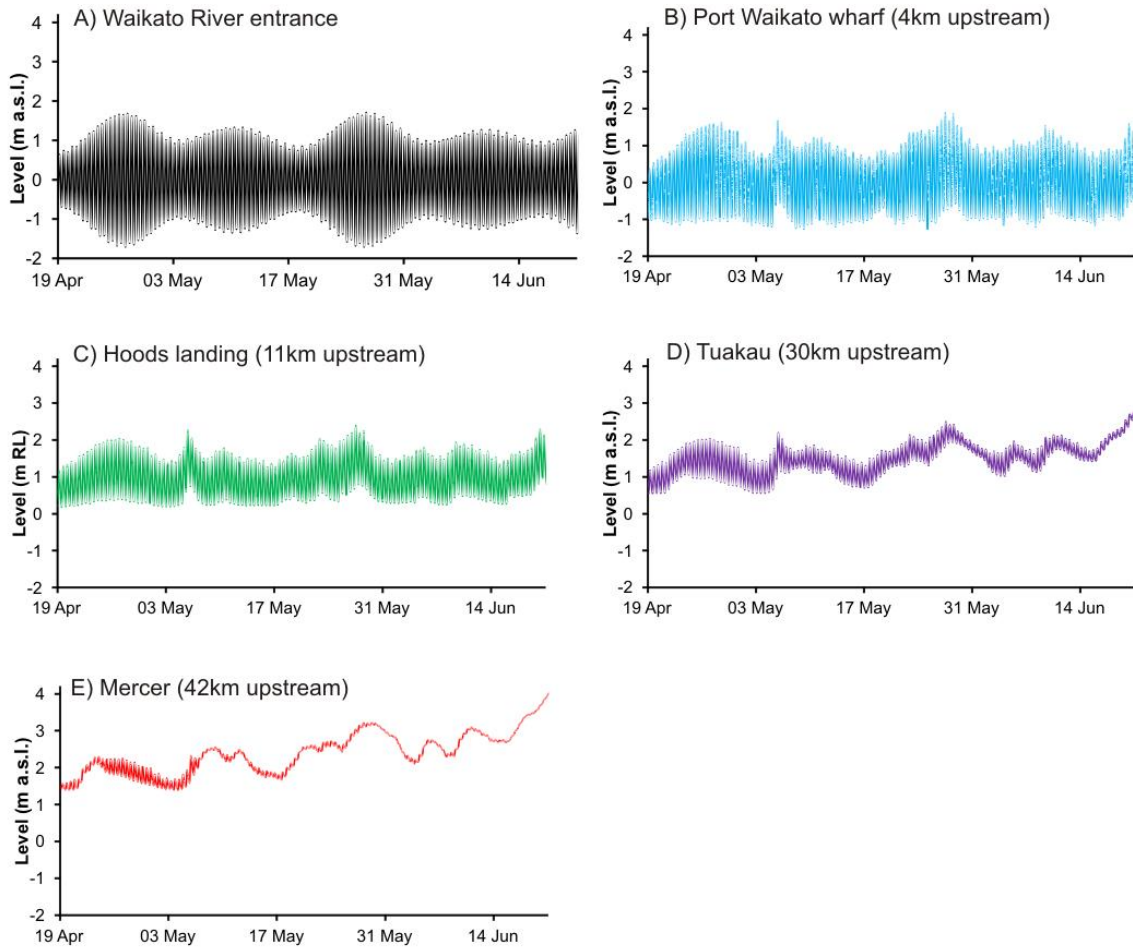 A) Waikato River entrance
Level (m a.s.l.)
4
3
2
1
0
-1
-2
19 Apr 03 May 17 May 31 May 14 Jun
B) Port Waikato wharf (4km upstream)
Level (m a.s.l.)
4
3
2
1
0
-1
-2
19 Apr 03 May 17 May 31 May 14 Jun
C) Hoods landing (11km upstream)
Level (m RL)
4
3
2
1
0
-1
-2
19 Apr 03 May 17 May 31 May 14 Jun
D) Tuakau (30km upstream)
Level (m a.s.l.)
4
3
2
1
0
-1
-2
19 Apr 03 May 17 May 31 May 14 Jun
E) Mercer (42km upstream)
Level (m a.s.l.)
4
3
2
1
0
-1
-2
19 Apr 03 May 17 May 31 May 14 Jun